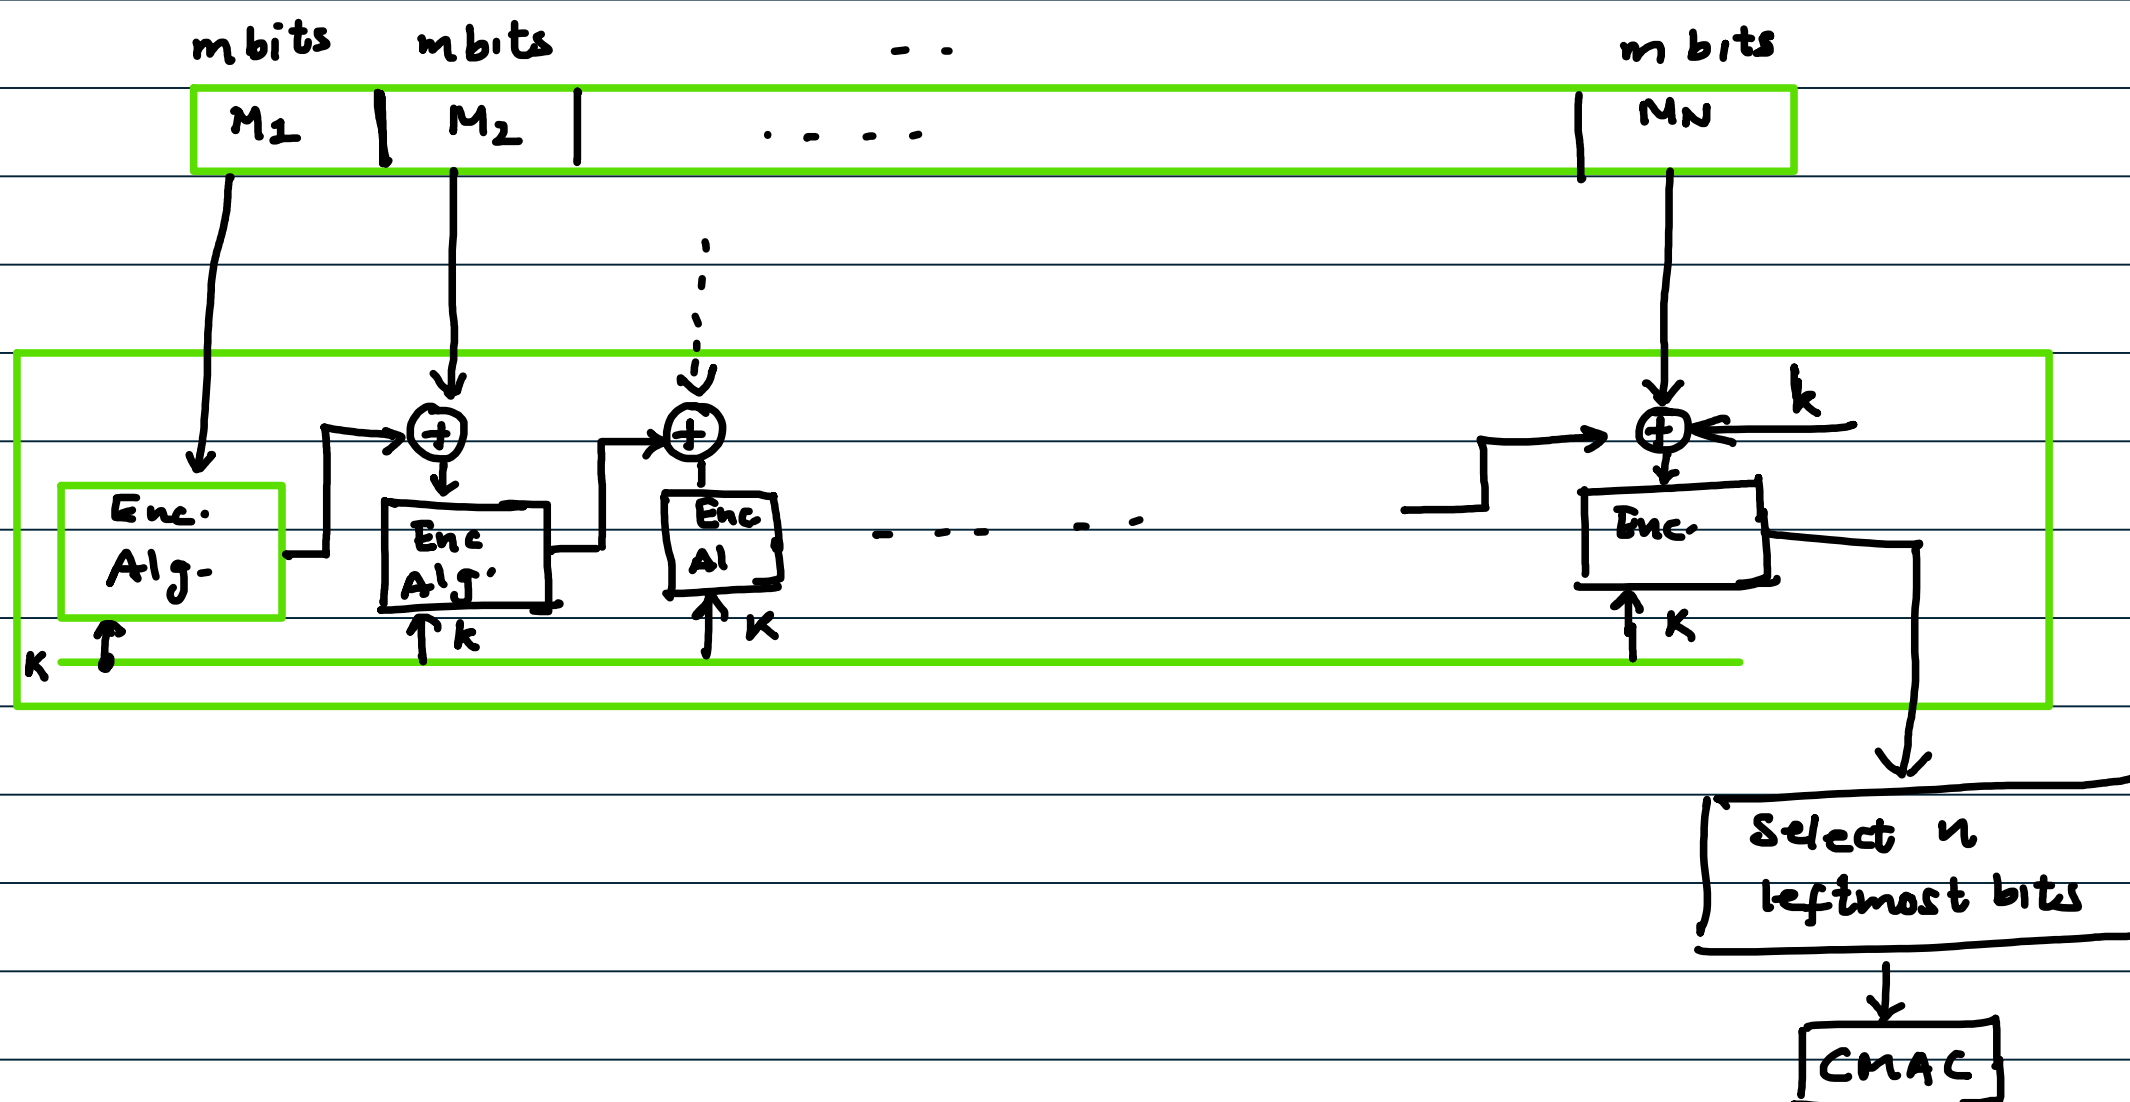 m bits m bits -- m bits
M1 M2 .... MN
k
Enc. Alg.
Enc Alg.
Enc Al
Enc.
K k K K
Select n
leftmost bits
CMAC